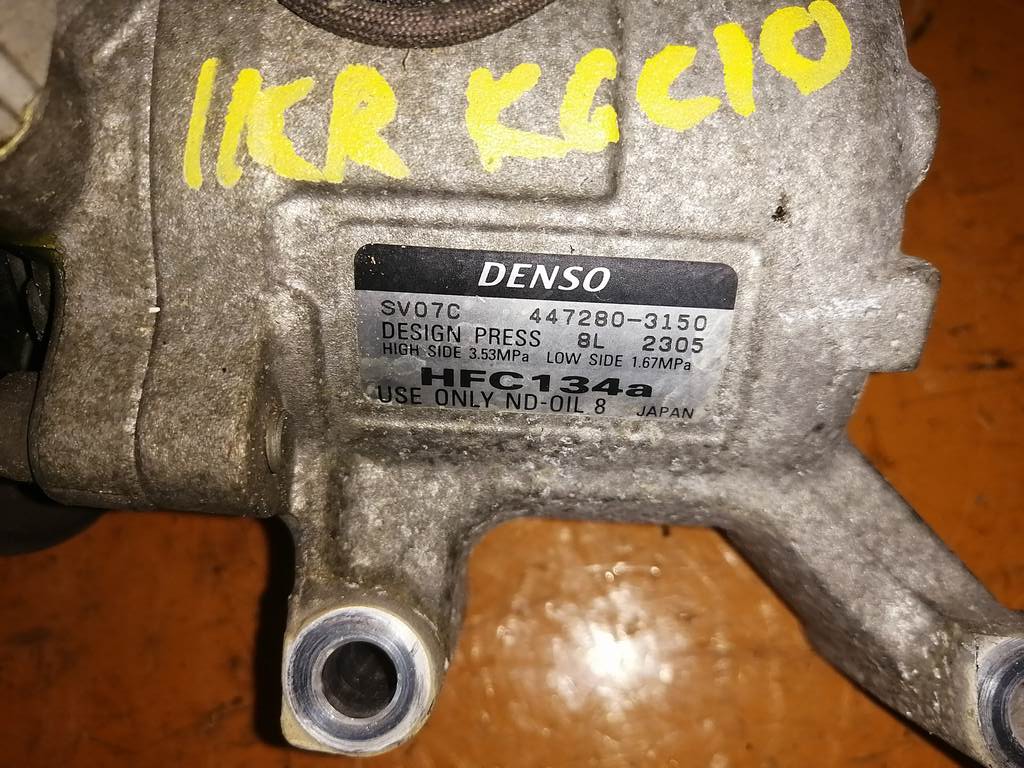 11KR KGC10
DENSO
SV07C 447280-3150
DESIGN PRESS 8L 2305
HIGH SIDE 3.53MPa LOW SIDE 1.67MPa
HFC134a
USE ONLY ND-OIL 8 JAPAN